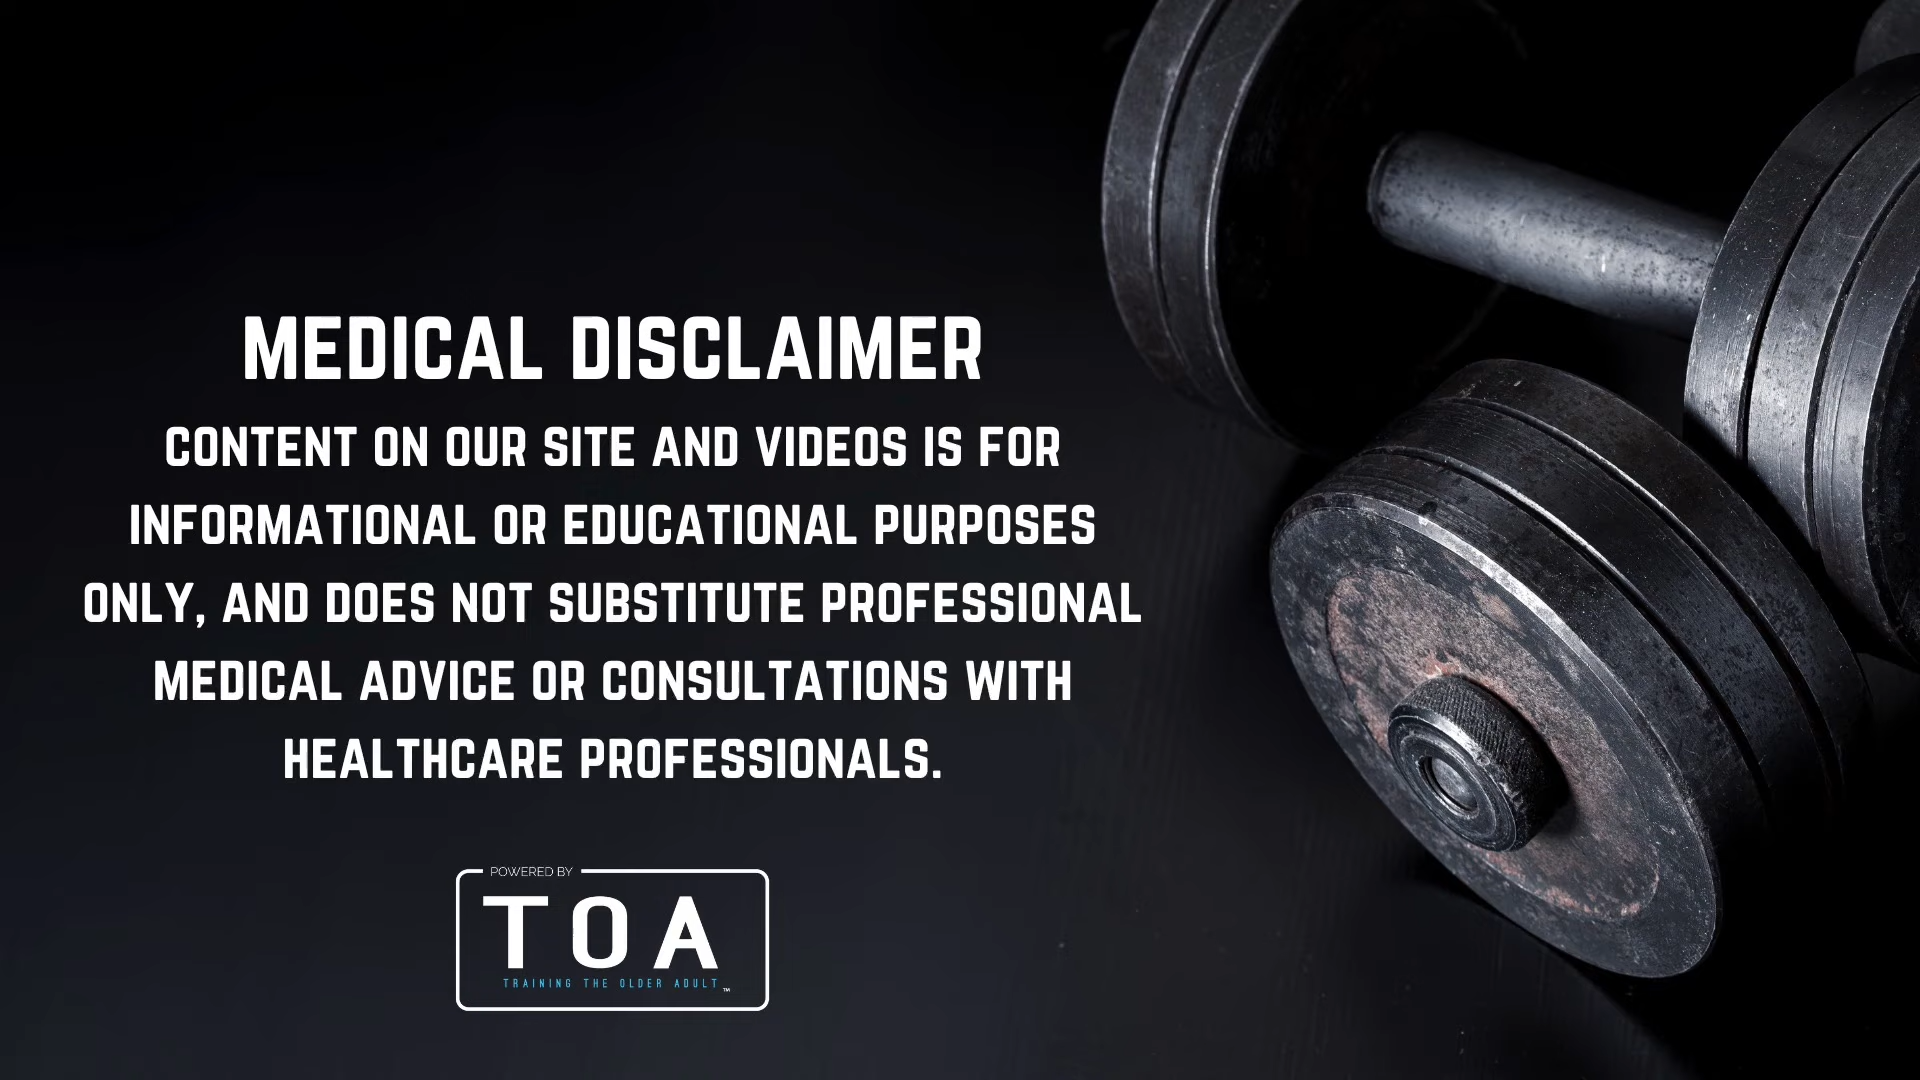 MEDICAL DISCLAIMER
CONTENT ON OUR SITE AND VIDEOS IS FOR
INFORMATIONAL OR EDUCATIONAL PURPOSES
ONLY, AND DOES NOT SUBSTITUTE PROFESSIONAL
MEDICAL ADVICE OR CONSULTATIONS WITH
HEALTHCARE PROFESSIONALS.
POWERED BY
TOA
TRAINING THE OLDER ADULT™